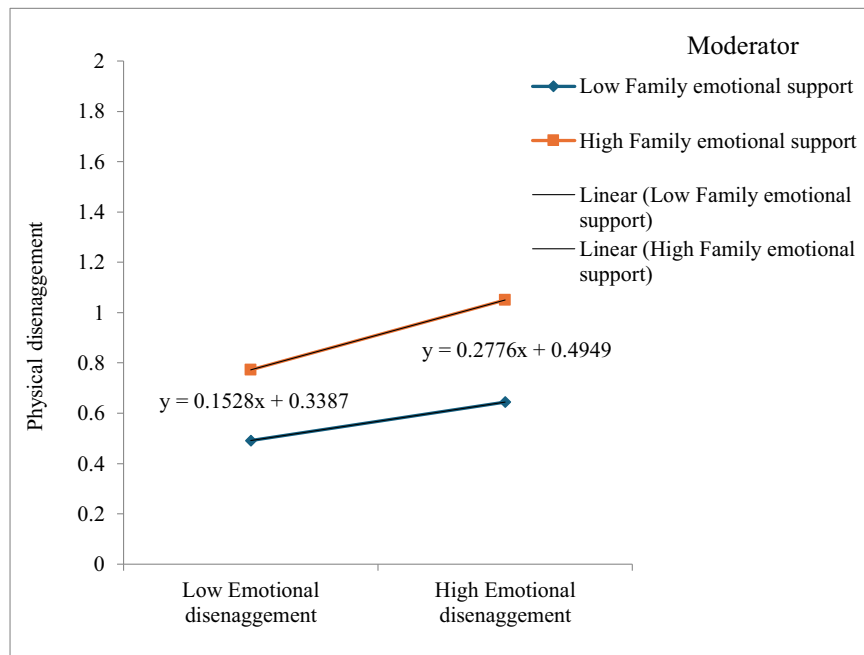 Moderator
Low Family emotional support
High Family emotional support
Linear (Low Family emotional
support)
Linear (High Family emotional
support)
2
1.8
1.6
1.4
1.2
1
0.8
0.6
0.4
0.2
0
Physical disenaggement
y = 0.2776x + 0.4949
y = 0.1528x + 0.3387
Low Emotional
disenaggement
High Emotional
disenaggement